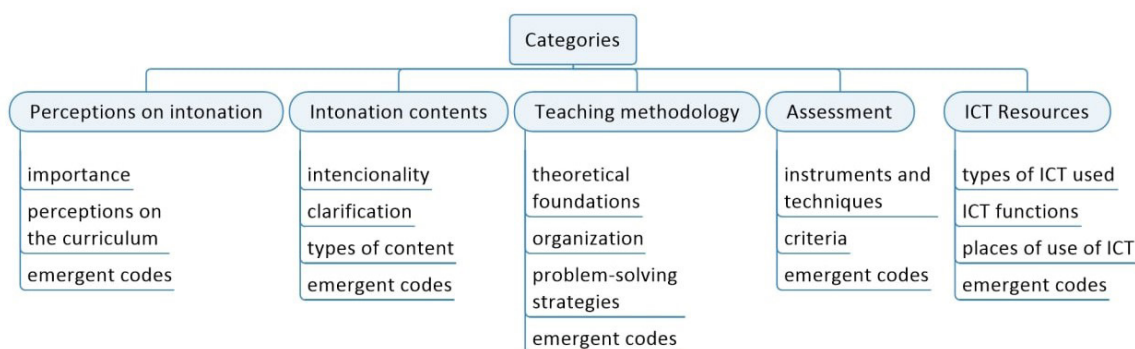 Categories
Perceptions on intonation
importance
perceptions on
the curriculum
emergent codes
Intonation contents
intencionality
clarification
types of content
emergent codes
Teaching methodology
theoretical
foundations
organization
problem-solving
strategies
emergent codes
Assessment
instruments and
techniques
criteria
emergent codes
ICT Resources
types of ICT used
ICT functions
places of use of ICT
emergent codes